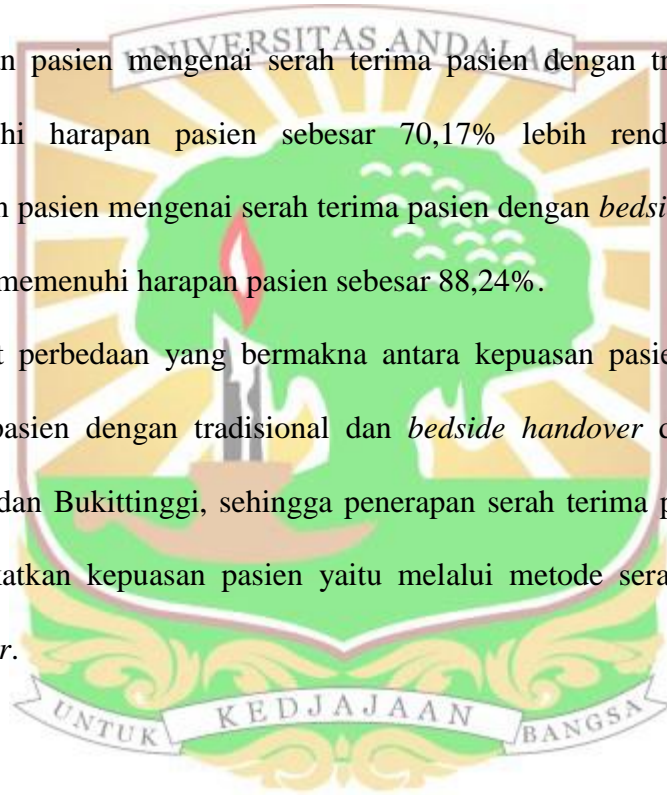 UNIVERSITAS ANDALAS
n pasien mengenai serah terima pasien dengan tr
hi harapan pasien sebesar 70,17% lebih rend
n pasien mengenai serah terima pasien dengan bedsi
memenuhi harapan pasien sebesar 88,24%.
t perbedaan yang bermakna antara kepuasan pasie
pasien dengan tradisional dan bedside handover
dan Bukittinggi, sehingga penerapan serah terima p
katkan kepuasan pasien yaitu melalui metode sera
r.
UNTUK KEDJAJAAN BANGSA